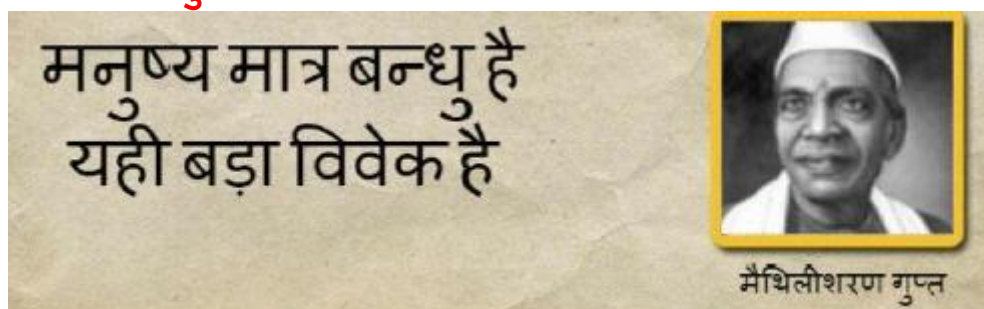 मनुष्य मात्र बन्धु है
यही बड़ा विवेक है
मैथिलीशरण गुप्त